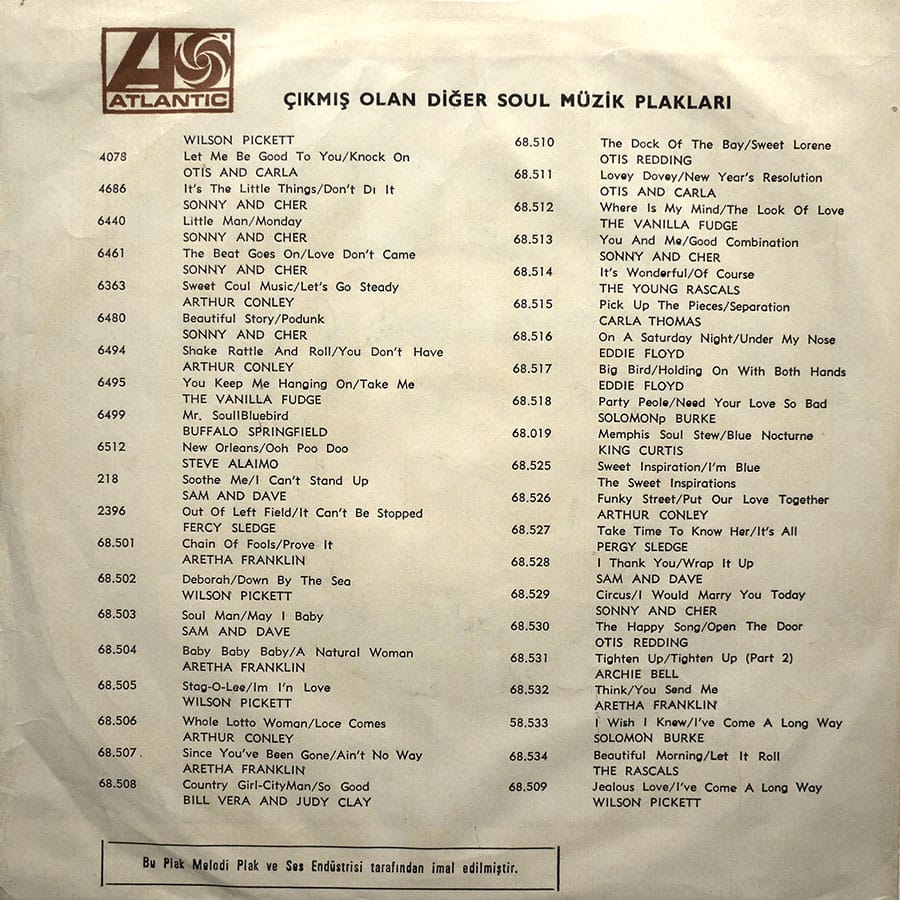 ATLANTIC
ÇIKMIŞ OLAN DİĞER SOUL MÜZİK PLAKLARI
WILSON PICKETT
4078 Let Me Be Good To You/Knock On
OTIS AND CARLA
4686 It's The Little Things/Don't Dı It
SONNY AND CHER
6440 Little Man/Monday
SONNY AND CHER
6461 The Beat Goes On/Love Don't Came
SONNY AND CHER
6363 Sweet Coul Music/Let's Go Steady
ARTHUR CONLEY
6480 Beautiful Story/Podunk
SONNY AND CHER
6494 Shake Rattle And Roll/You Don't Have
ARTHUR CONLEY
6495 You Keep Me Hanging On/Take Me
THE VANILLA FUDGE
6499 Mr. SoullBluebird
BUFFALO SPRINGFIELD
6512 New Orleans/Ooh Poo Doo
STEVE ALAIMO
218 Soothe Me/I Can't Stand Up
SAM AND DAVE
2396 Out Of Left Field/It Can't Be Stopped
FERCY SLEDGE
68.501 Chain Of Fools/Prove It
ARETHA FRANKLIN
68.502 Deborah/Down By The Sea
WILSON PICKETT
68.503 Soul Man/May I Baby
SAM AND DAVE
68.504 Baby Baby Baby/A Natural Woman
ARETHA FRANKLIN
68.505 Stag-O-Lee/Im I'n Love
WILSON PICKETT
68.506 Whole Lotto Woman/Loce Comes
ARTHUR CONLEY
68.507. Since You've Been Gone/Ain't No Way
ARETHA FRANKLIN
68.508 Country Girl-CityMan/So Good
BILL VERA AND JUDY CLAY
68.510 The Dock Of The Bay/Sweet Lorene
OTIS REDDING
68.511 Lovey Dovey/New Year's Resolution
OTIS AND CARLA
68.512 Where Is My Mind/The Look Of Love
THE VANILLA FUDGE
68.513 You And Me/Good Combination
SONNY AND CHER
68.514 It's Wonderful/Of Course
THE YOUNG RASCALS
68.515 Pick Up The Pieces/Separation
CARLA THOMAS
68.516 On A Saturday Night/Under My Nose
EDDIE FLOYD
68.517 Big Bird/Holding On With Both Hands
EDDIE FLOYD
68.518 Party Peole/Need Your Love So Bad
SOLOMONp BURKE
68.019 Memphis Soul Stew/Blue Nocturne
KING CURTIS
68.525 Sweet Inspiration/I'm Blue
The Sweet Inspirations
68.526 Funky Street/Put Our Love Together
ARTHUR CONLEY
68.527 Take Time To Know Her/It's All
PERGY SLEDGE
68.528 I Thank You/Wrap It Up
SAM AND DAVE
68.529 Circus/I Would Marry You Today
SONNY AND CHER
68.530 The Happy Song/Open The Door
OTIS REDDING
68.531 Tighten Up/Tighten Up (Part 2)
ARCHIE BELL
68.532 Think/You Send Me
ARETHA FRANKLIN
58.533 I Wish I Knew/I've Come A Long Way
SOLOMON BURKE
68.534 Beautiful Morning/Let It Roll
THE RASCALS
68.509 Jealous Love/I've Come A Long Way
WILSON PICKETT
Bu Plak Melodi Plak ve Ses Endüstrisi tarafından imal edilmiştir.